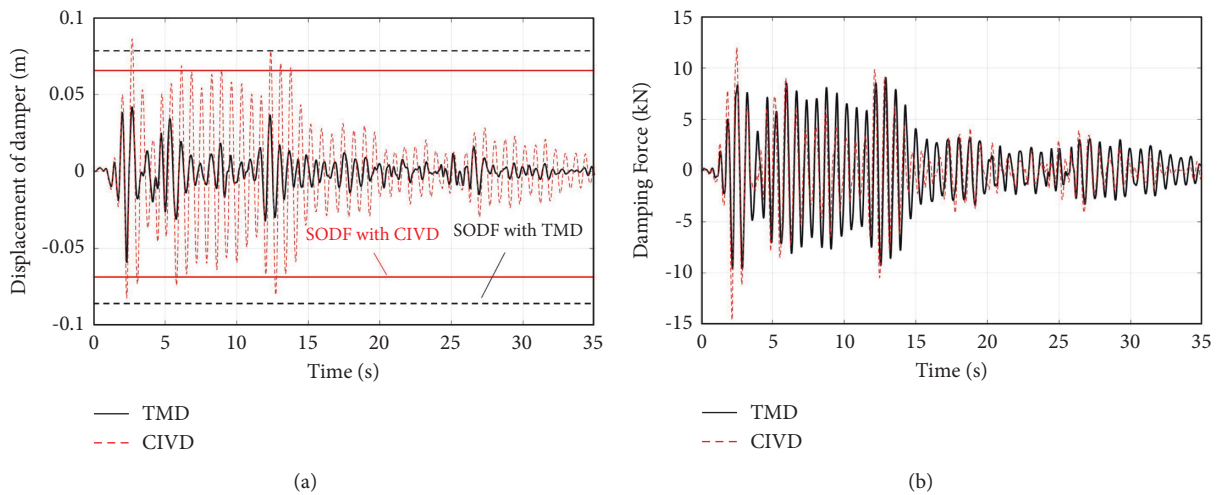 Displacement of damper (m)
0.1
0.05
0
-0.05
-0.1
SODF with CIVD
SODF with TMD
0 5 10 15 20 25 30 35
Time (s)
TMD
CIVD
(a)
Damping Force (kN)
15
10
5
0
-5
-10
-15
0 5 10 15 20 25 30 35
Time (s)
TMD
CIVD
(b)